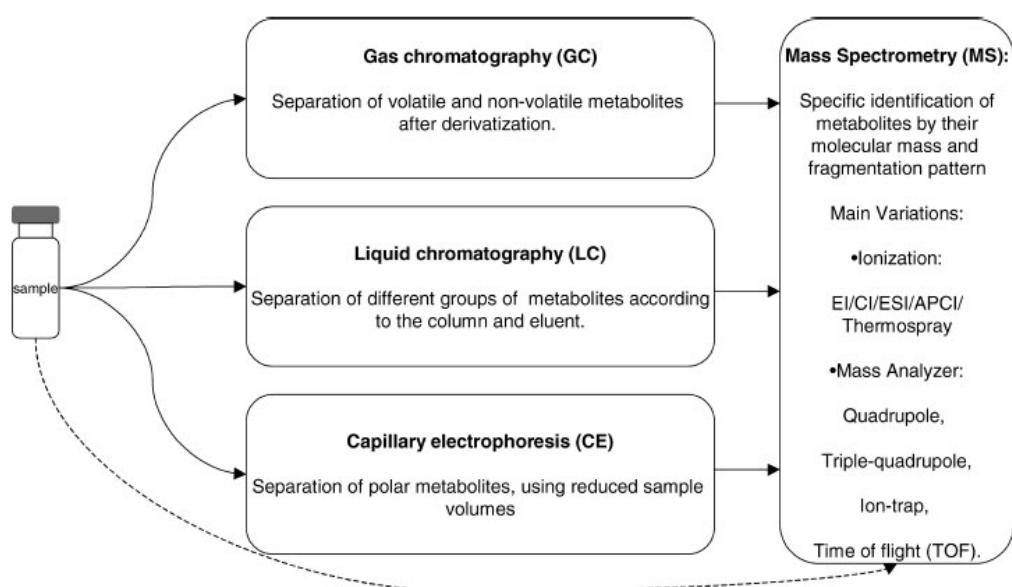 sample
Gas chromatography (GC)
Separation of volatile and non-volatile metabolites
after derivatization.
Liquid chromatography (LC)
Separation of different groups of metabolites according
to the column and eluent.
Capillary electrophoresis (CE)
Separation of polar metabolites, using reduced sample
volumes
Mass Spectrometry (MS):
Specific identification of
metabolites by their
molecular mass and
fragmentation pattern
Main Variations:
•Ionization:
EI/CI/ESI/APCI/
Thermospray
•Mass Analyzer:
Quadrupole,
Triple-quadrupole,
Ion-trap,
Time of flight (TOF).